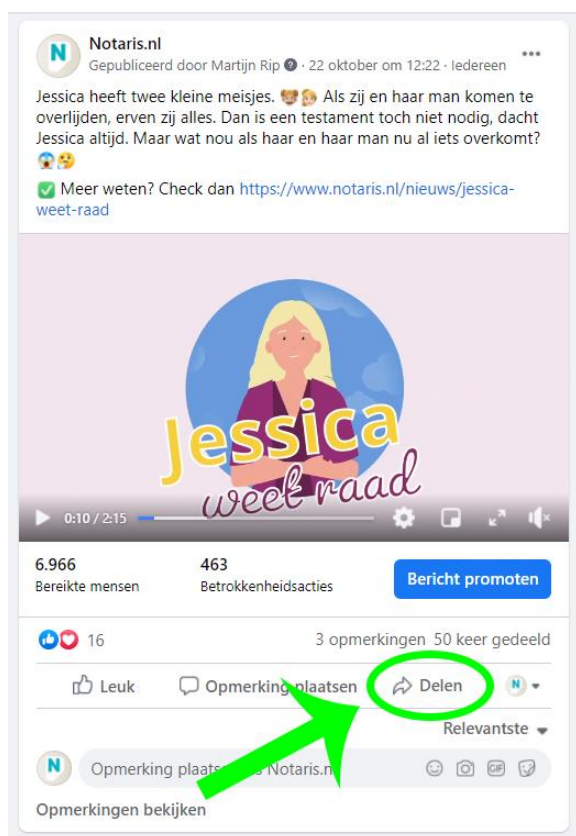 Notaris.nl
Gepubliceerd door Martijn Rip · 22 oktober om 12:22 · Iedereen
Jessica heeft twee kleine meisjes. 👧🏼👶🏼 Als zij en haar man komen te
overlijden, erven zij alles. Dan is een testament toch niet nodig, dacht
Jessica altijd. Maar wat nou als haar en haar man nu al iets overkomt?
😱🤔
✅ Meer weten? Check dan https://www.notaris.nl/nieuws/jessica-
weet-raad
Jessica
weet raad
0:10 / 2:15
6.966 463
Bereikte mensen Betrokkenheidsacties Bericht promoten
16 3 opmerkingen 50 keer gedeeld
Leuk Opmerking plaatsen Delen N
Relevantste
N Opmerking Notaris.n GIF
Opmerkingen bekijken